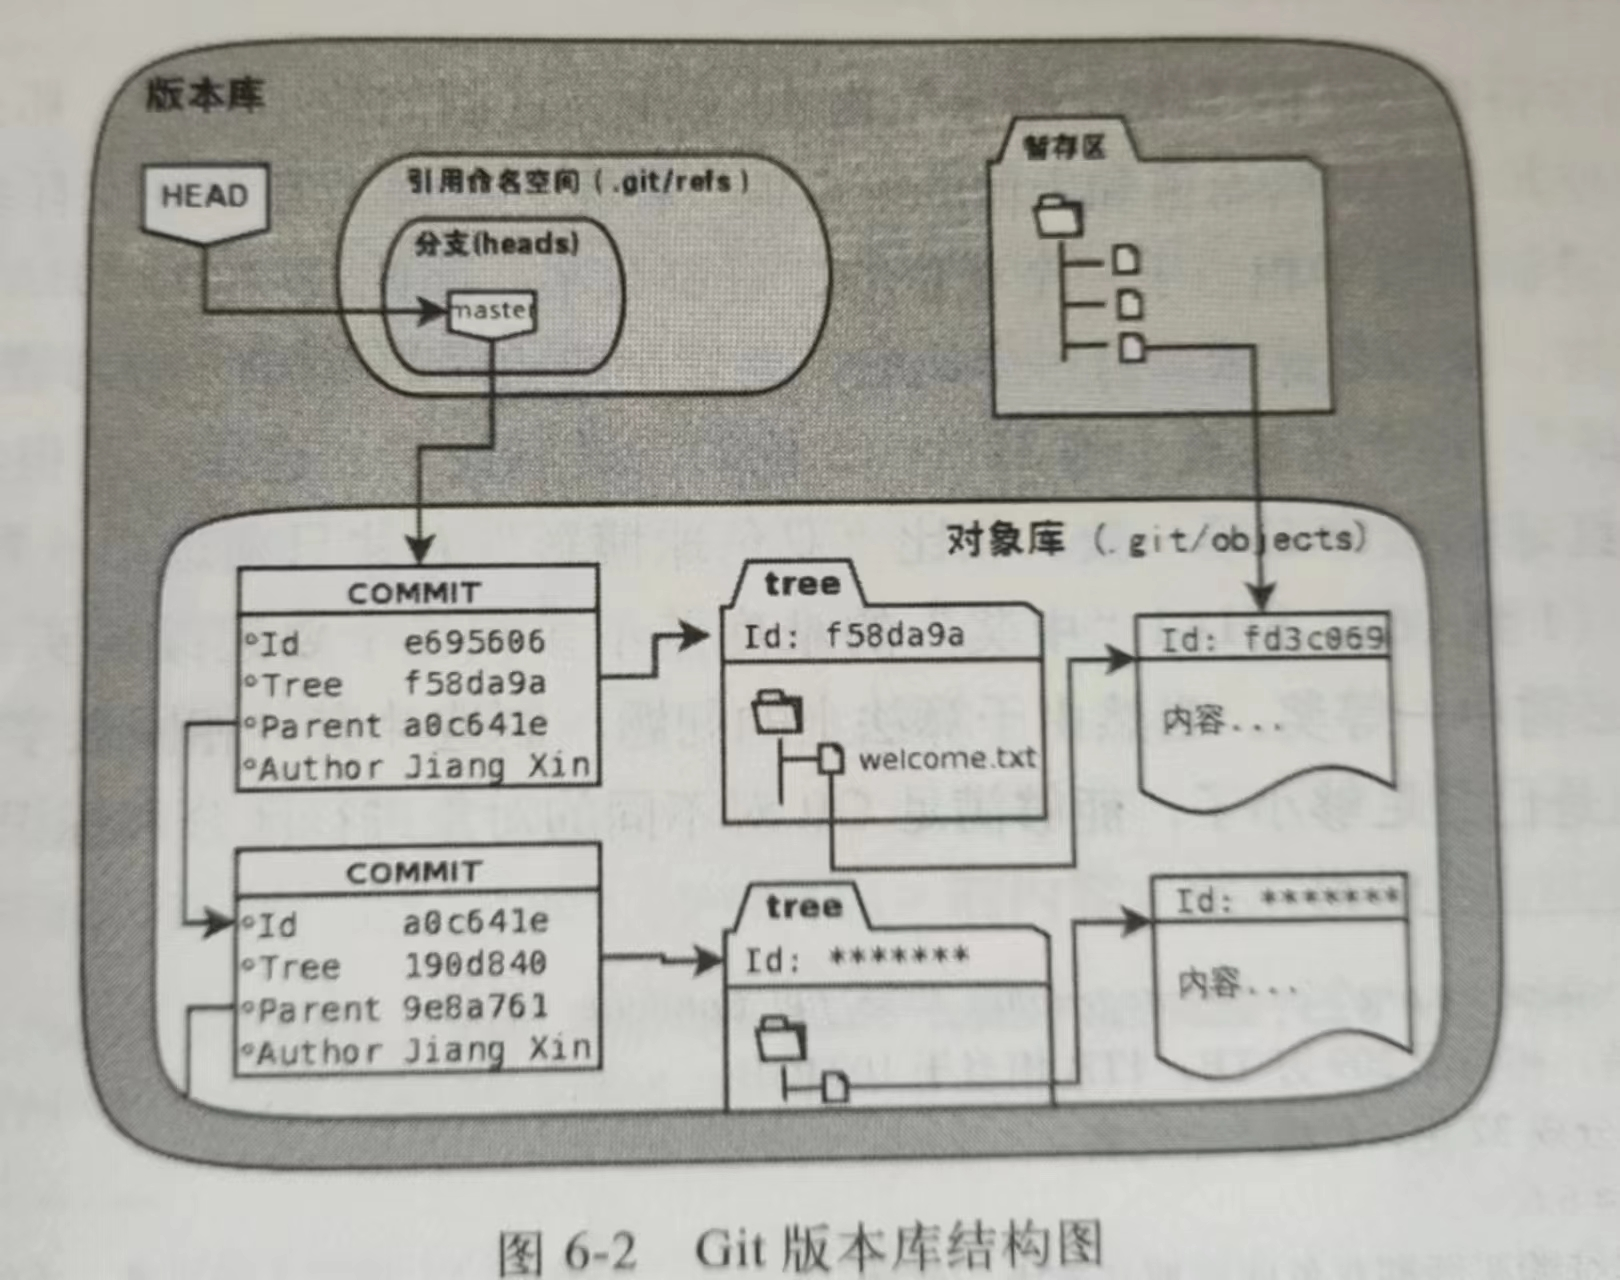 版本库
HEAD
引用命名空间（.git/refs）
分支(heads)
master
暂存区
对象库（.git/objects）
COMMIT
Id e695606
Tree f58da9a
Parent a0c641e
Author Jiang Xin
tree
Id: f58da9a
welcome.txt
Id: fd3c069
内容...
COMMIT
Id a0c641e
Tree 190d840
Parent 9e8a761
Author Jiang Xin
tree
Id: *******
Id: *******
内容...
图 6-2 Git 版本库结构图